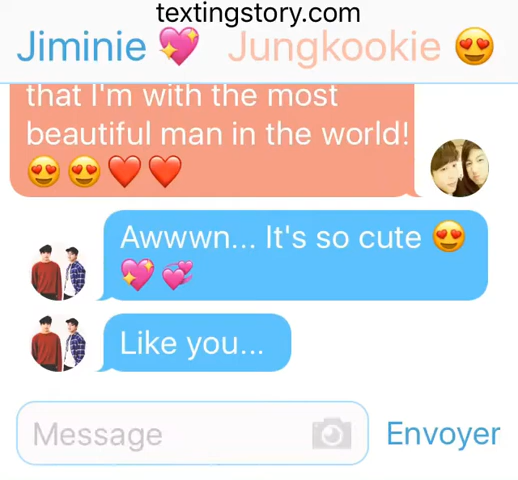 textingstory.com
Jiminie 💖 Jungkookie 😍
that I'm with the most
beautiful man in the world!
😍😍❤️❤️
Awwwn... It's so cute 😍
💖 💞
Like you...
Message Envoyer